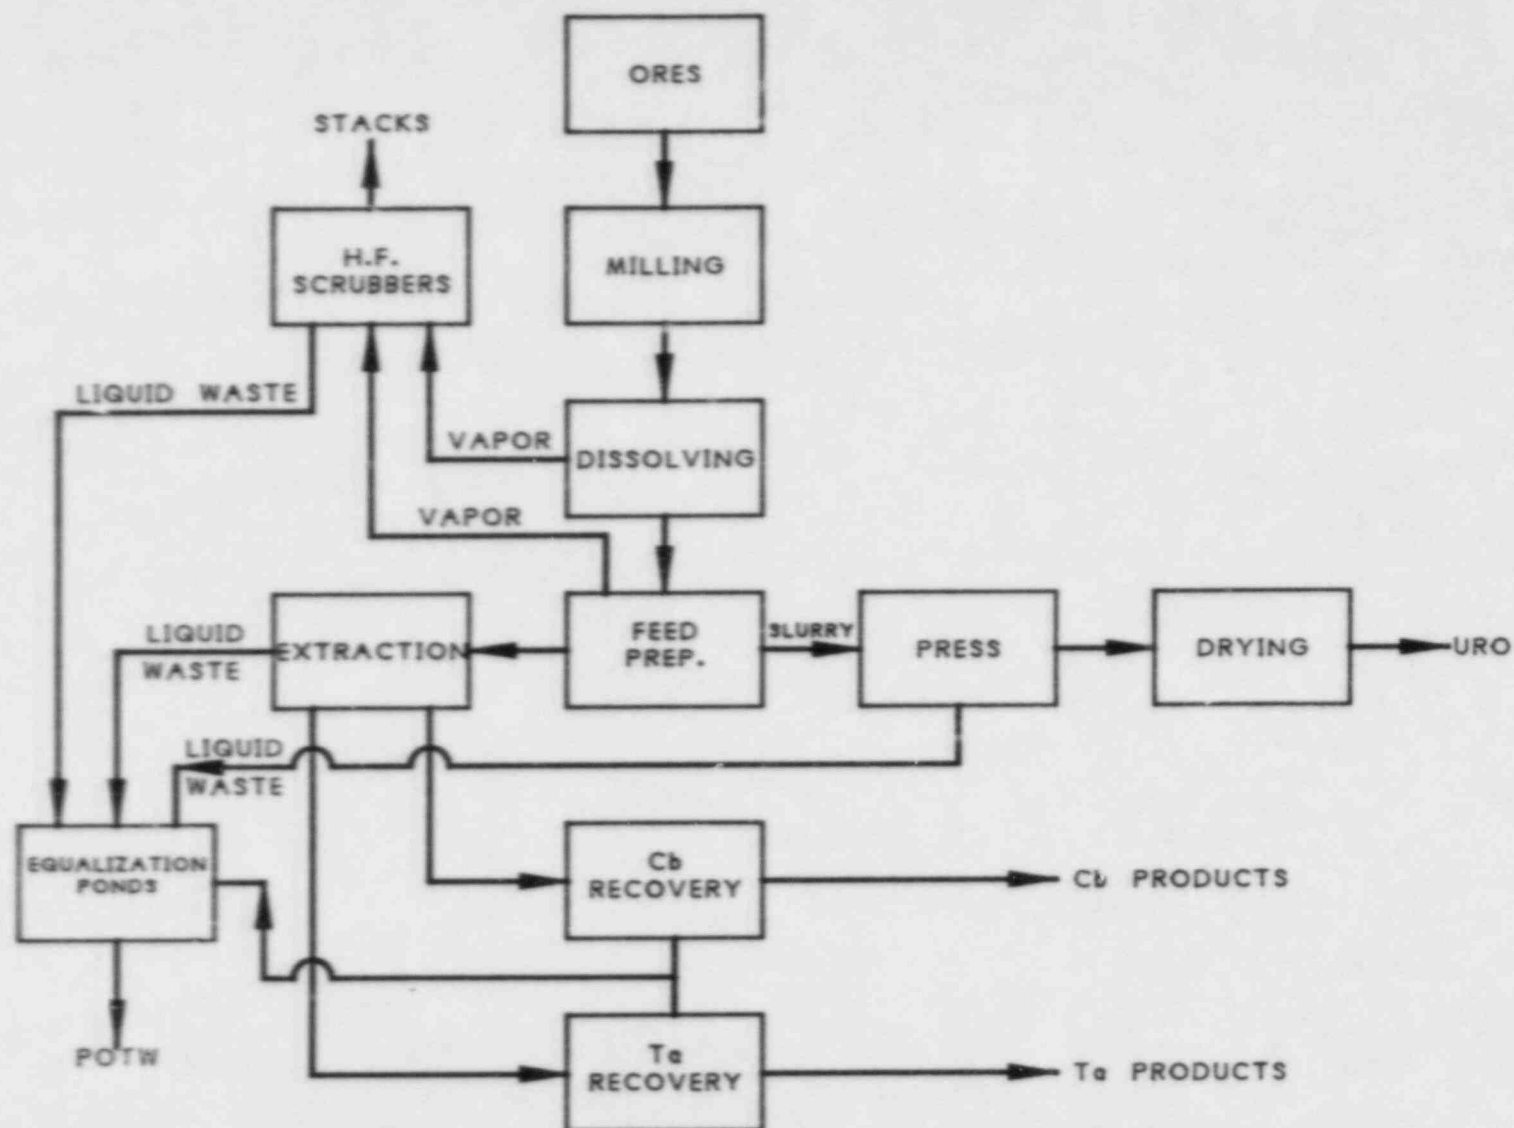 ORES
STACKS
H.F.
SCRUBBERS
MILLING
LIQUID WASTE
VAPOR
DISSOLVING
VAPOR
LIQUID
WASTE
EXTRACTION
FEED
PREP.
SLURRY
PRESS
DRYING
URO
LIQUID
WASTE
EQUALIZATION
PONDS
Cb
RECOVERY
Cb PRODUCTS
POTW
Ta
RECOVERY
Ta PRODUCTS